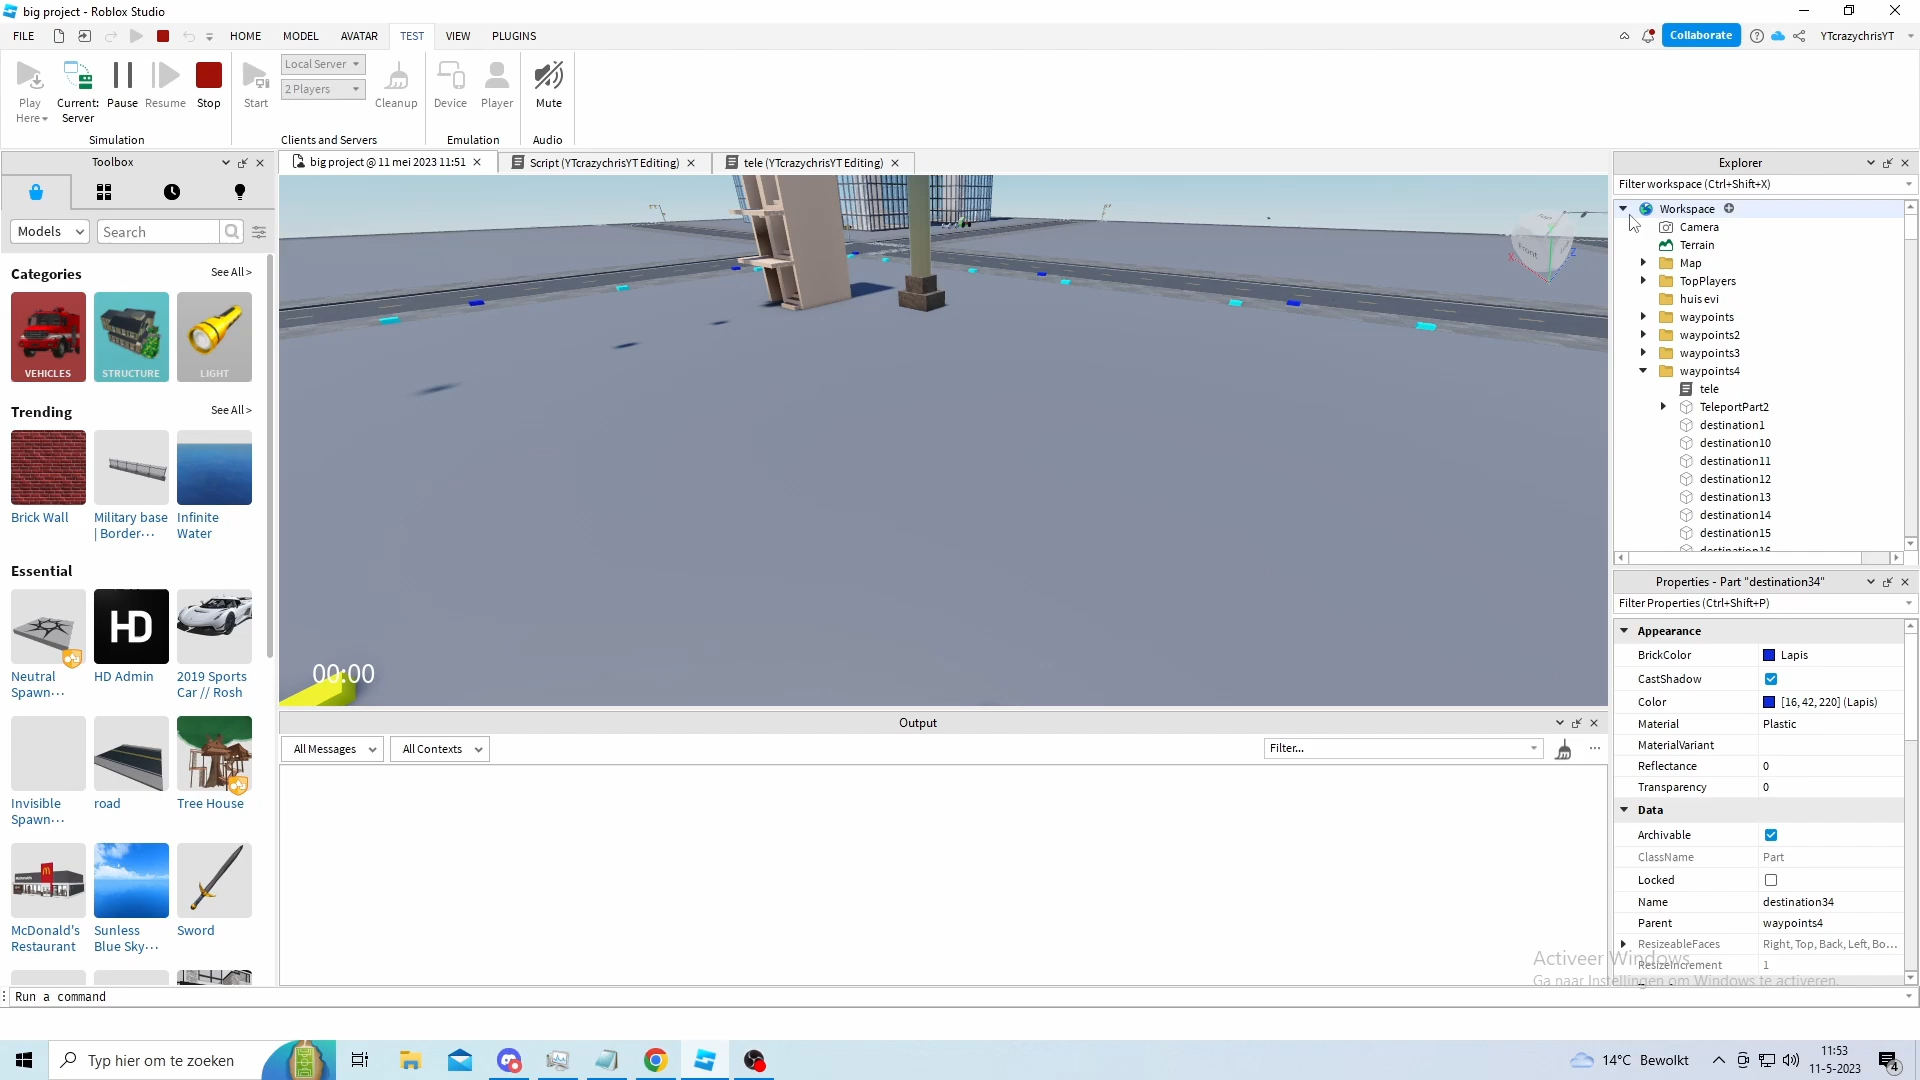 big project - Roblox Studio
FILE HOME MODEL AVATAR TEST VIEW PLUGINS Collaborate YTcrazychrisYT
Local Server
2 Players
Play Here
Current: Server
Pause
Resume
Stop
Start
Cleanup
Device
Player
Mute
Simulation
Clients and Servers
Emulation
Audio
Toolbox
Models
Search
Categories
See All >
VEHICLES
STRUCTURE
LIGHT
Trending
See All >
Brick Wall
Military base | Border...
Infinite Water
Essential
HD
Neutral Spawn...
HD Admin
2019 Sports Car // Rosh
Invisible Spawn...
road
Tree House
McDonald's Restaurant
Sunless Blue Sky...
Sword
big project @ 11 mei 2023 11:51
Script (YTcrazychrisYT Editing)
tele (YTcrazychrisYT Editing)
00:00
Output
All Messages
All Contexts
Filter...
Explorer
Filter workspace (Ctrl+Shift+X)
Workspace
Camera
Terrain
Map
TopPlayers
huis evi
waypoints
waypoints2
waypoints3
waypoints4
tele
TeleportPart2
destination1
destination10
destination11
destination12
destination13
destination14
destination15
destination16
Properties - Part "destination34"
Filter Properties (Ctrl+Shift+P)
Appearance
BrickColor Lapis
CastShadow
Color [16, 42, 220] (Lapis)
Material Plastic
MaterialVariant
Reflectance 0
Transparency 0
Data
Archivable
ClassName Part
Locked
Name destination34
Parent waypoints4
ResizeableFaces Right, Top, Back, Left, Bo...
ResizeIncrement 1
Activeer Windows
Ga naar Instellingen om Windows te activeren.
Run a command
Typ hier om te zoeken
14°C Bewolkt
11:53
11-5-2023
4